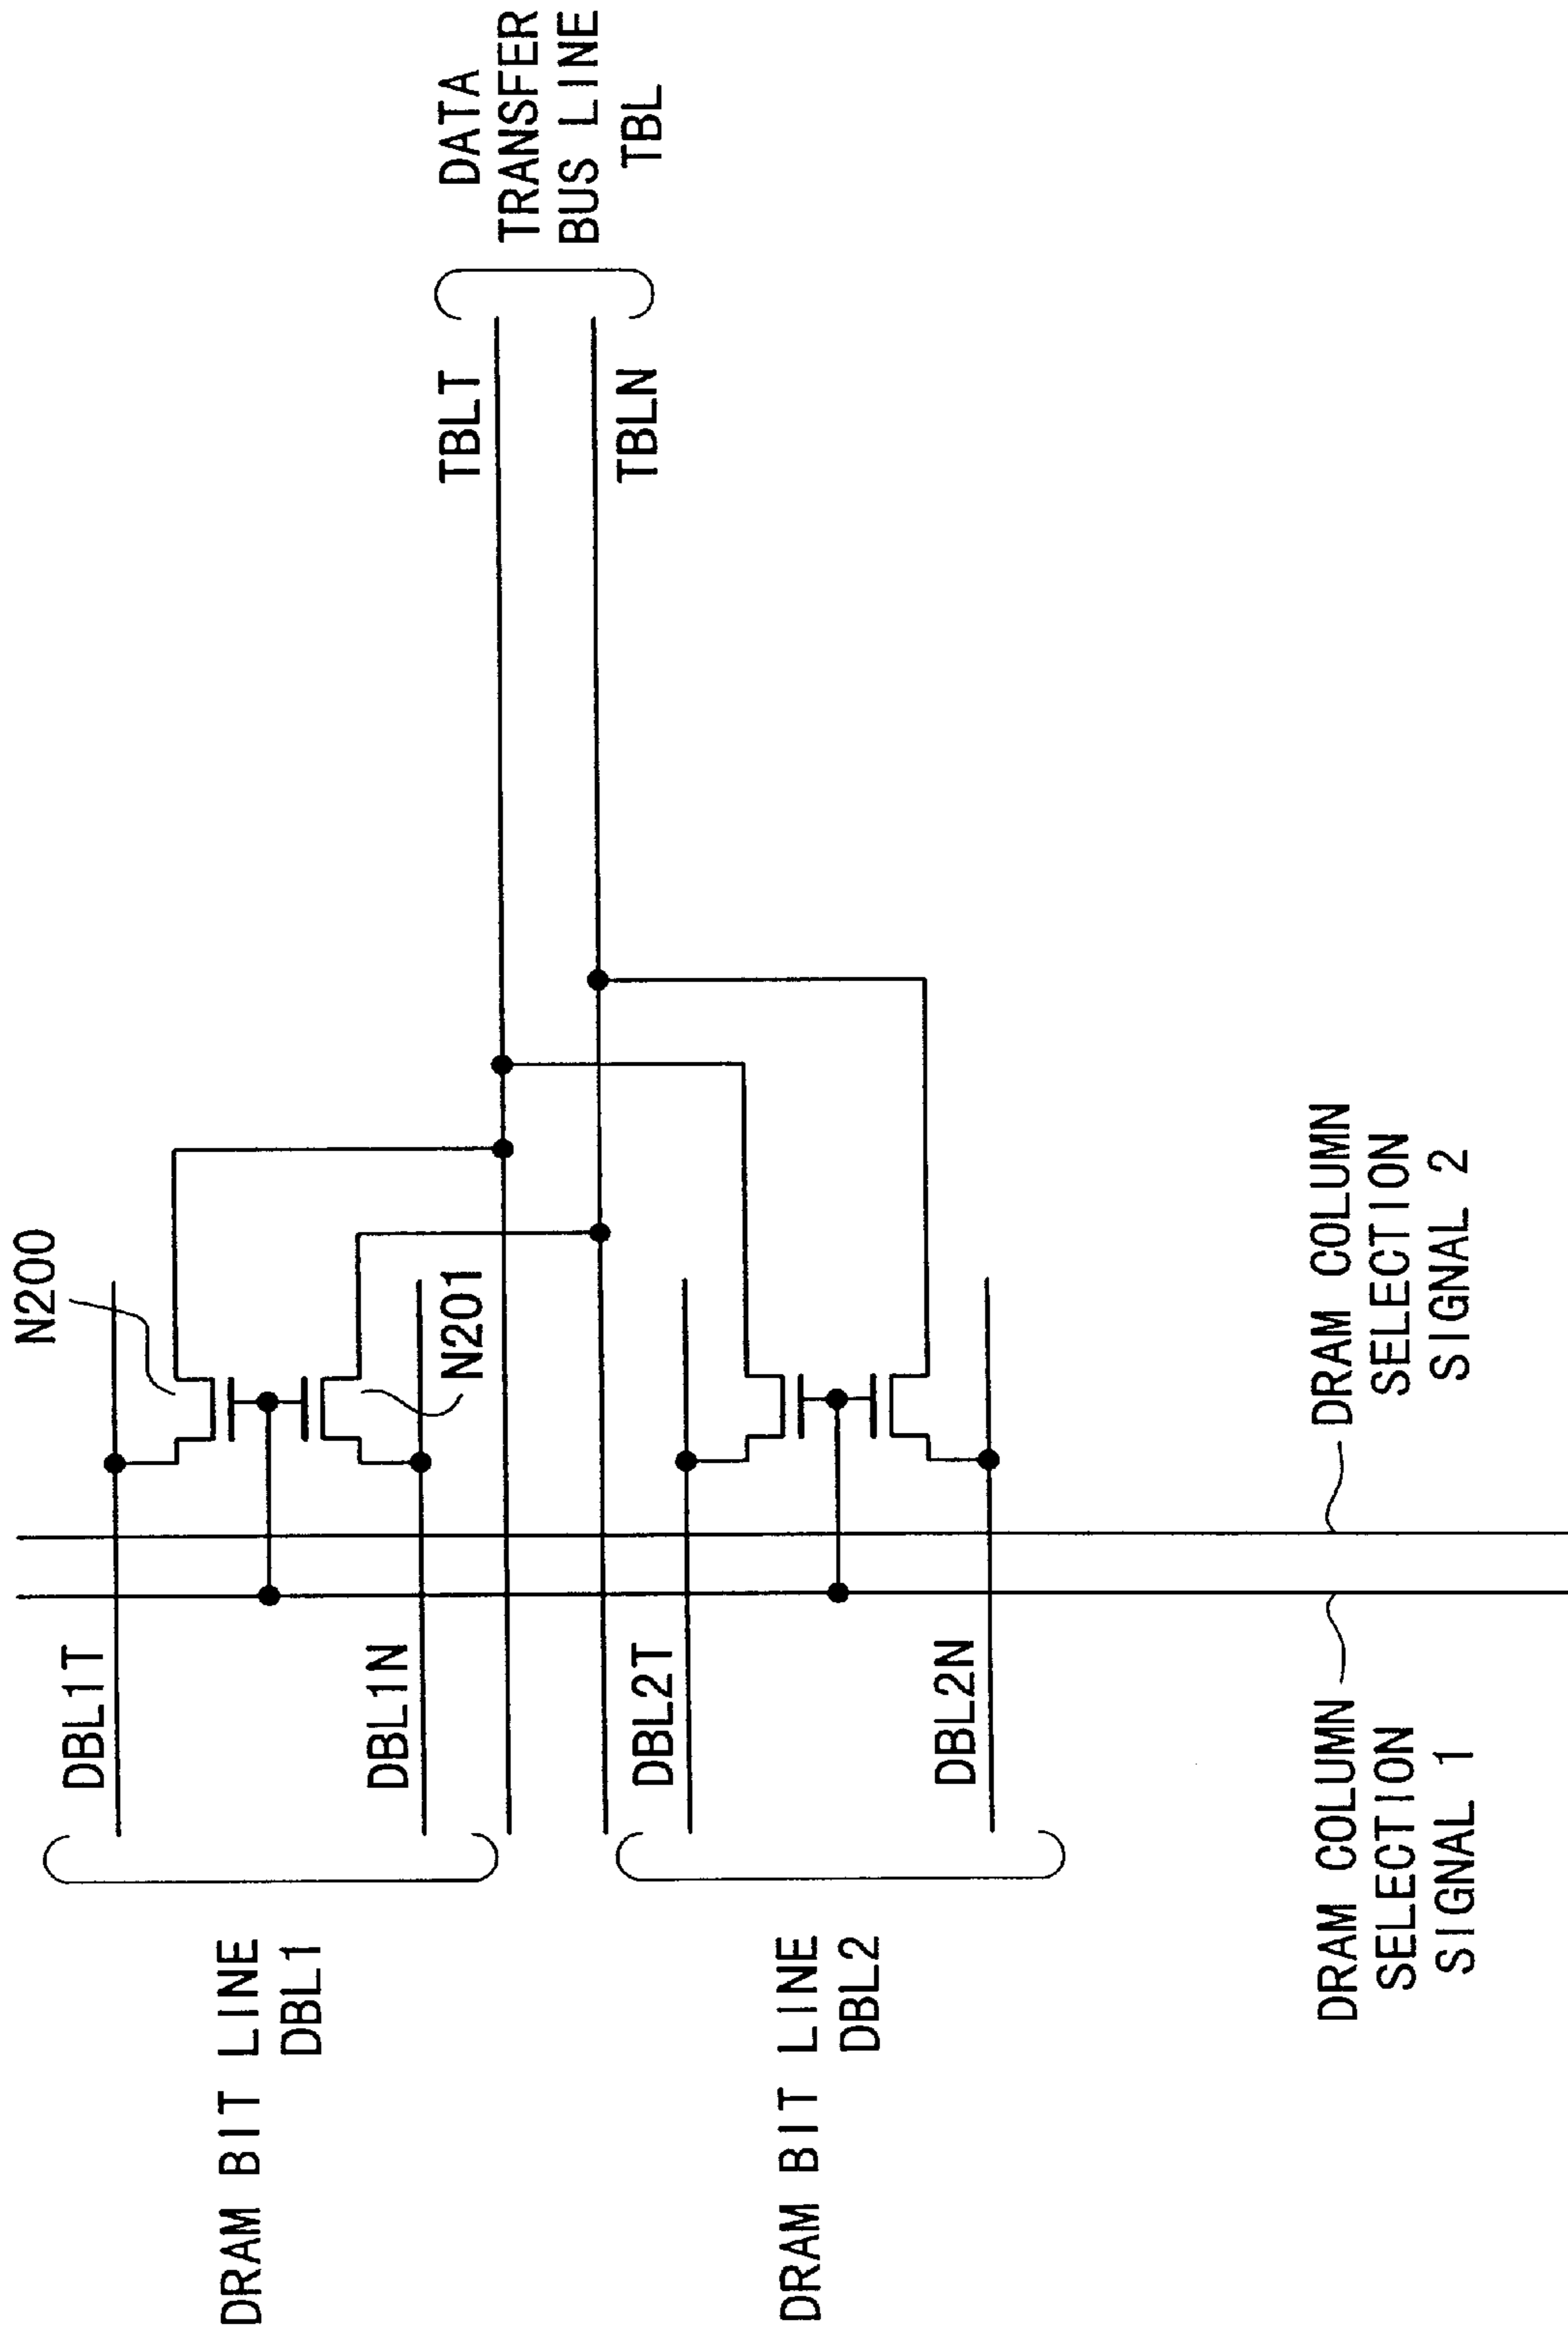 N200
DBL1T
DRAM BIT LINE
DBL1
DBL1N
N201
TBLT
DATA
TRANSFER
BUS LINE
TBL
TBLN
DBL2T
DRAM BIT LINE
DBL2
DBL2N
DRAM COLUMN
SELECTION
SIGNAL 1
DRAM COLUMN
SELECTION
SIGNAL 2